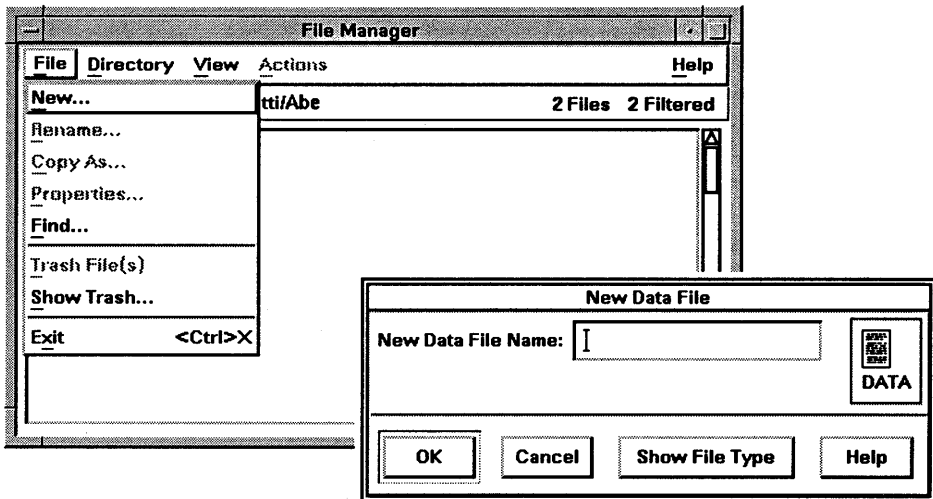 File Manager
File Directory View Actions Help
New...
tti/Abe 2 Files 2 Filtered
Rename...
Copy As...
Properties...
Find...
Trash File(s)
Show Trash...
Exit <Ctrl>X
New Data File
New Data File Name:
DATA
OK Cancel Show File Type Help